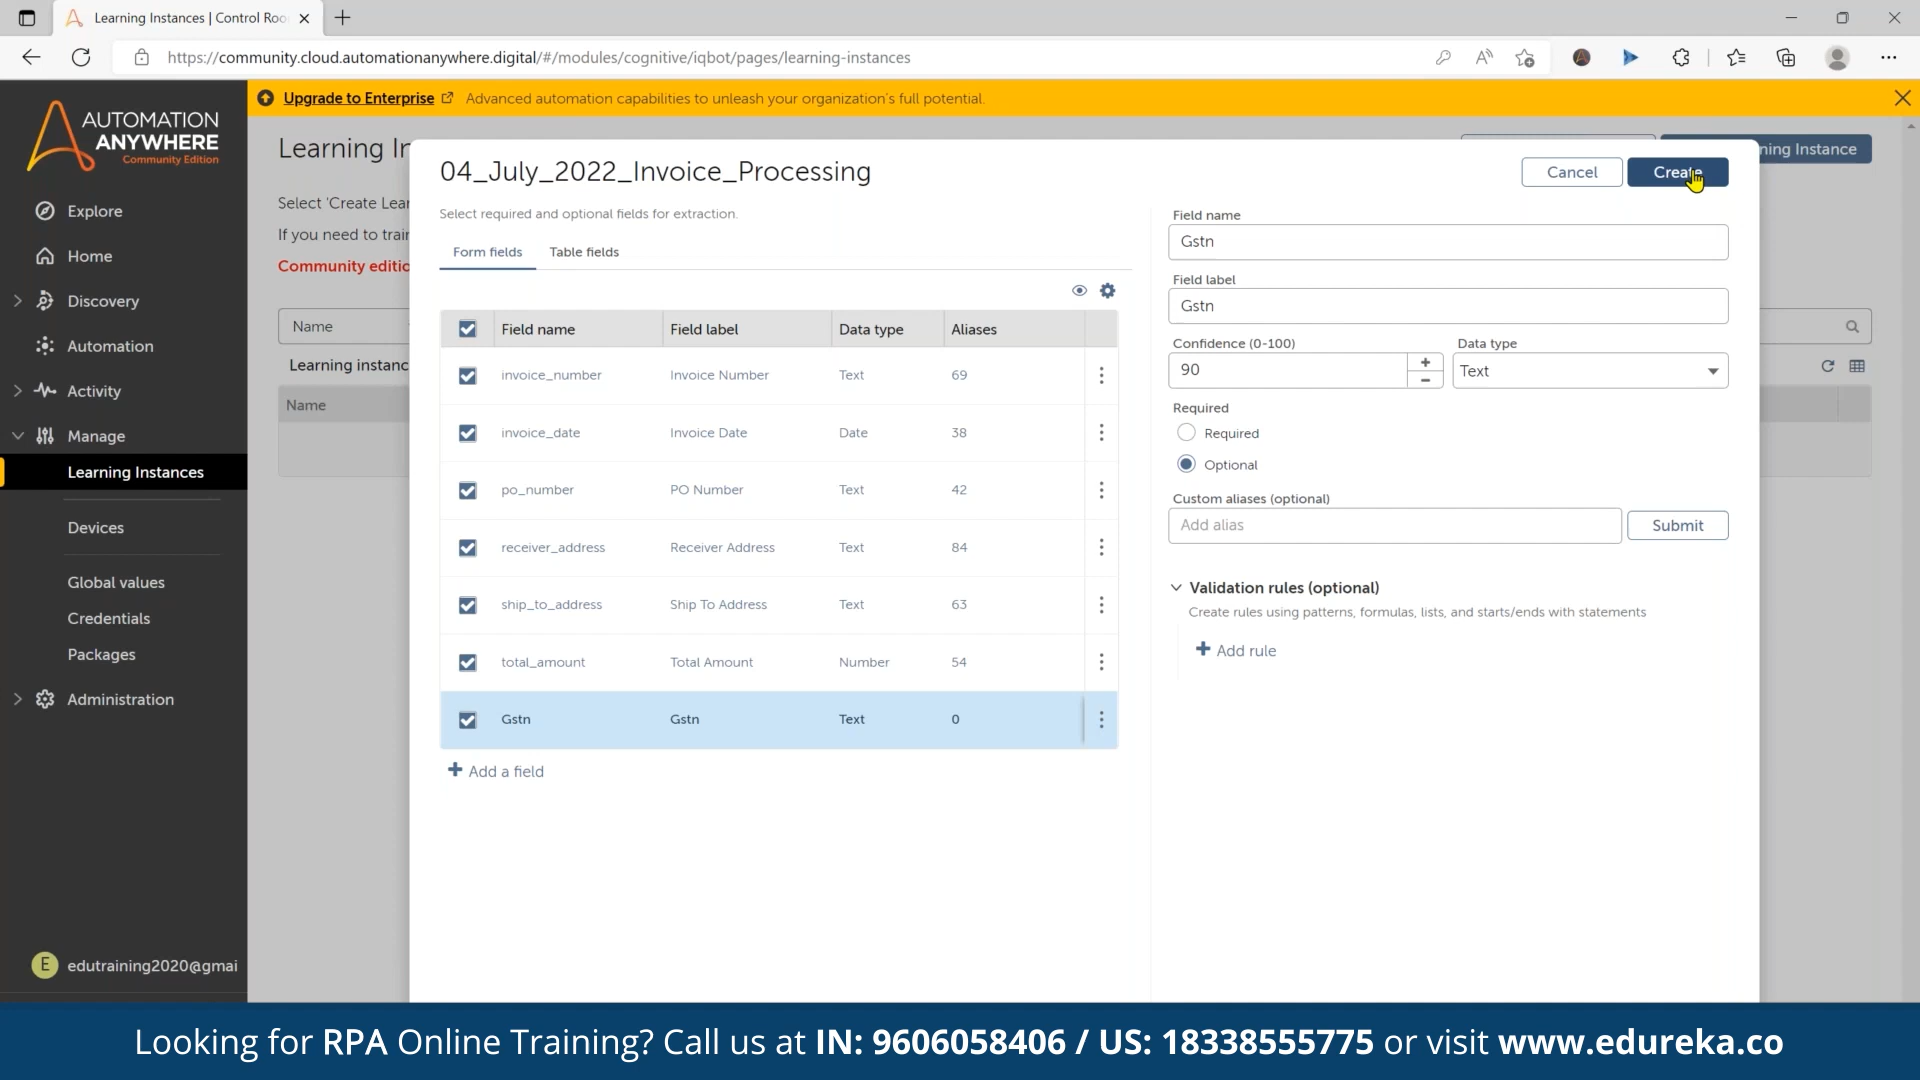 Learning Instances | Control Roo
https://community.cloud.automationanywhere.digital/#/modules/cognitive/iqbot/pages/learning-instances
Upgrade to Enterprise Advanced automation capabilities to unleash your organization's full potential.
AUTOMATION
ANYWHERE
Community Edition
Explore
Home
Discovery
Automation
Activity
Manage
Learning Instances
Devices
Global values
Credentials
Packages
Administration
E edutraining2020@gmai
Learning In
ning Instance
Select 'Create Lear
If you need to train
Community editio
Name
Learning instanc
Name
04_July_2022_Invoice_Processing
Cancel
Create
Select required and optional fields for extraction.
Form fields Table fields
Field name Field label Data type Aliases
invoice_number Invoice Number Text 69
invoice_date Invoice Date Date 38
po_number PO Number Text 42
receiver_address Receiver Address Text 84
ship_to_address Ship To Address Text 63
total_amount Total Amount Number 54
Gstn Gstn Text 0
Add a field
Field name
Gstn
Field label
Gstn
Confidence (0-100) Data type
90 Text
Required
Required
Optional
Custom aliases (optional)
Add alias Submit
Validation rules (optional)
Create rules using patterns, formulas, lists, and starts/ends with statements
Add rule
Looking for RPA Online Training? Call us at IN: 9606058406 / US: 18338555775 or visit www.edureka.co